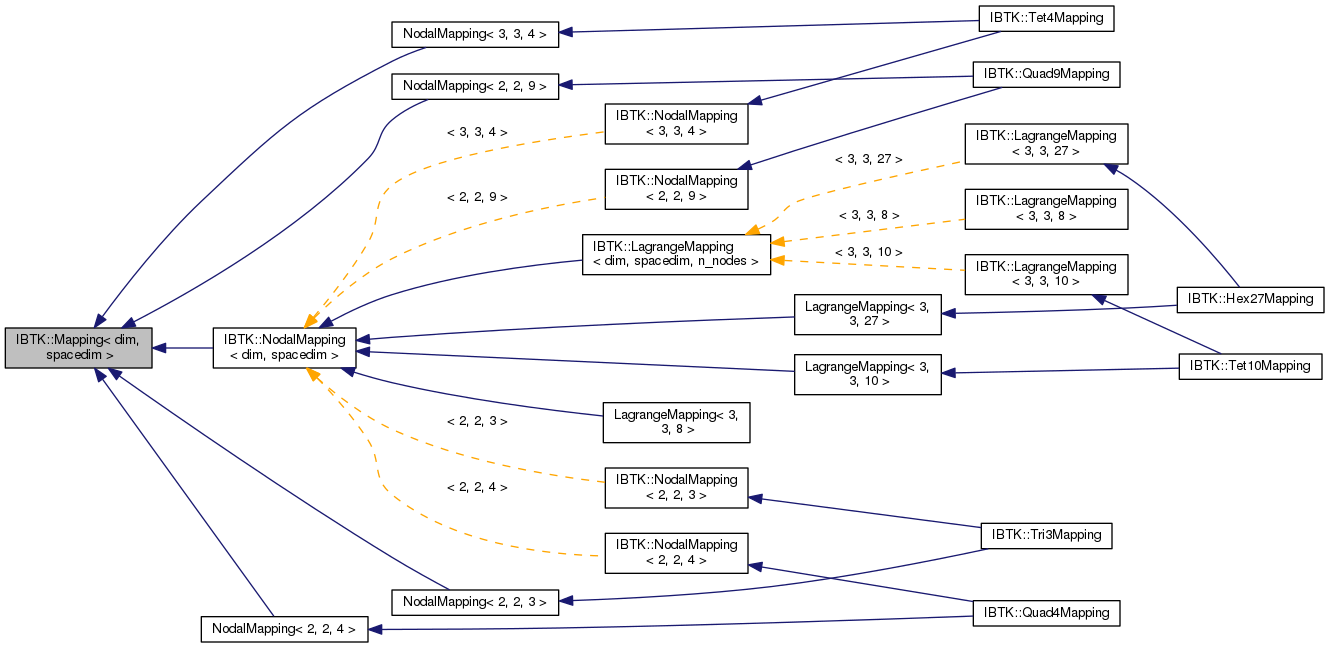 NodalMapping< 3, 3, 4 >
IBTK::Tet4Mapping
NodalMapping< 2, 2, 9 >
IBTK::Quad9Mapping
IBTK::NodalMapping
< 3, 3, 4 >
< 3, 3, 4 >
IBTK::NodalMapping
< 2, 2, 9 >
< 2, 2, 9 >
IBTK::LagrangeMapping
< 3, 3, 27 >
< 3, 3, 27 >
IBTK::LagrangeMapping
< 3, 3, 8 >
< 3, 3, 8 >
IBTK::LagrangeMapping
< dim, spacedim, n_nodes >
< 3, 3, 10 >
IBTK::LagrangeMapping
< 3, 3, 10 >
IBTK::Hex27Mapping
LagrangeMapping< 3,
3, 27 >
IBTK::Mapping< dim,
spacedim >
IBTK::NodalMapping
< dim, spacedim >
LagrangeMapping< 3,
3, 10 >
IBTK::Tet10Mapping
LagrangeMapping< 3,
3, 8 >
< 2, 2, 3 >
IBTK::NodalMapping
< 2, 2, 3 >
< 2, 2, 4 >
IBTK::NodalMapping
< 2, 2, 4 >
IBTK::Tri3Mapping
NodalMapping< 2, 2, 3 >
IBTK::Quad4Mapping
NodalMapping< 2, 2, 4 >